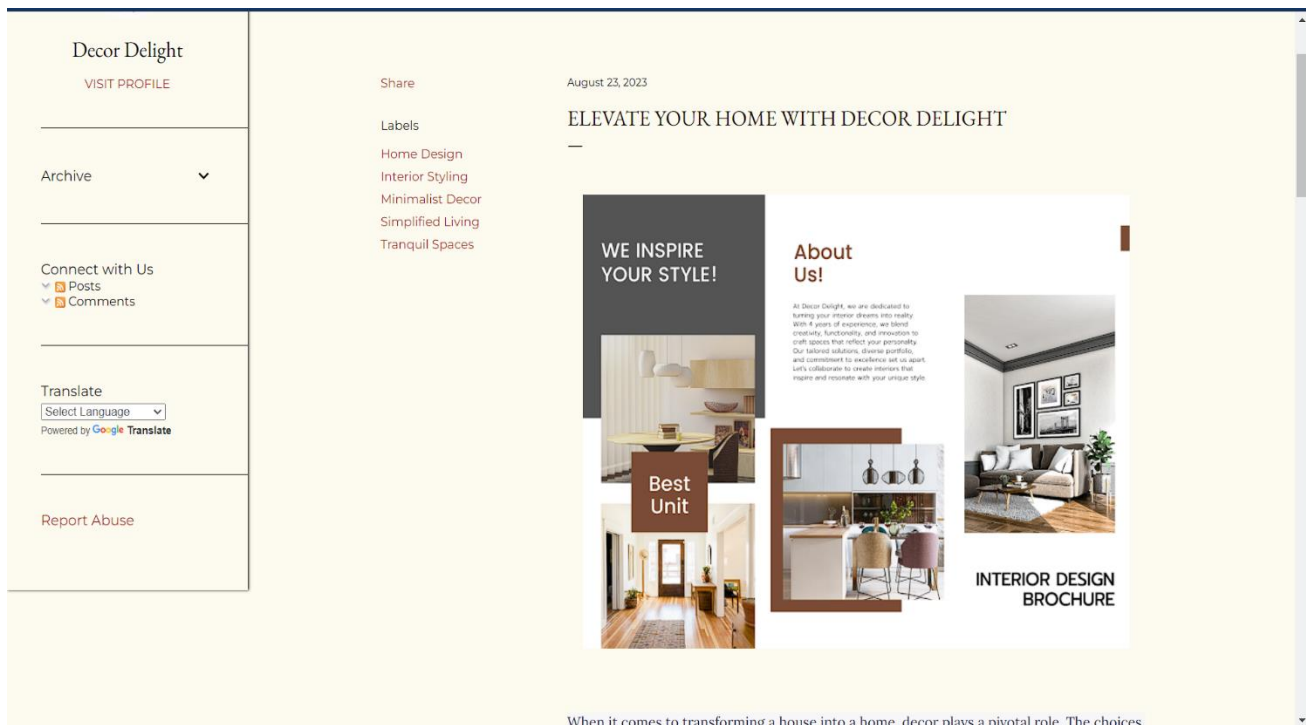 Decor Delight
VISIT PROFILE
Archive
Connect with Us
Posts
Comments
Translate
Select Language
Powered by Google Translate
Report Abuse
Share
Labels
Home Design
Interior Styling
Minimalist Decor
Simplified Living
Tranquil Spaces
August 23, 2023
ELEVATE YOUR HOME WITH DECOR DELIGHT
WE INSPIRE
YOUR STYLE!
Best
Unit
About
Us!
At Decor Delight, we are dedicated to
turning your interior dreams into reality.
With 4 years of experience, we blend
creativity, functionality, and innovation to
craft spaces that reflect your personality.
Our tailored solutions, diverse portfolio,
and commitment to excellence set us apart.
Let's collaborate to create interiors that
inspire and resonate with your unique style.
INTERIOR DESIGN
BROCHURE
When it comes to transforming a house into a home, decor plays a pivotal role. The choices